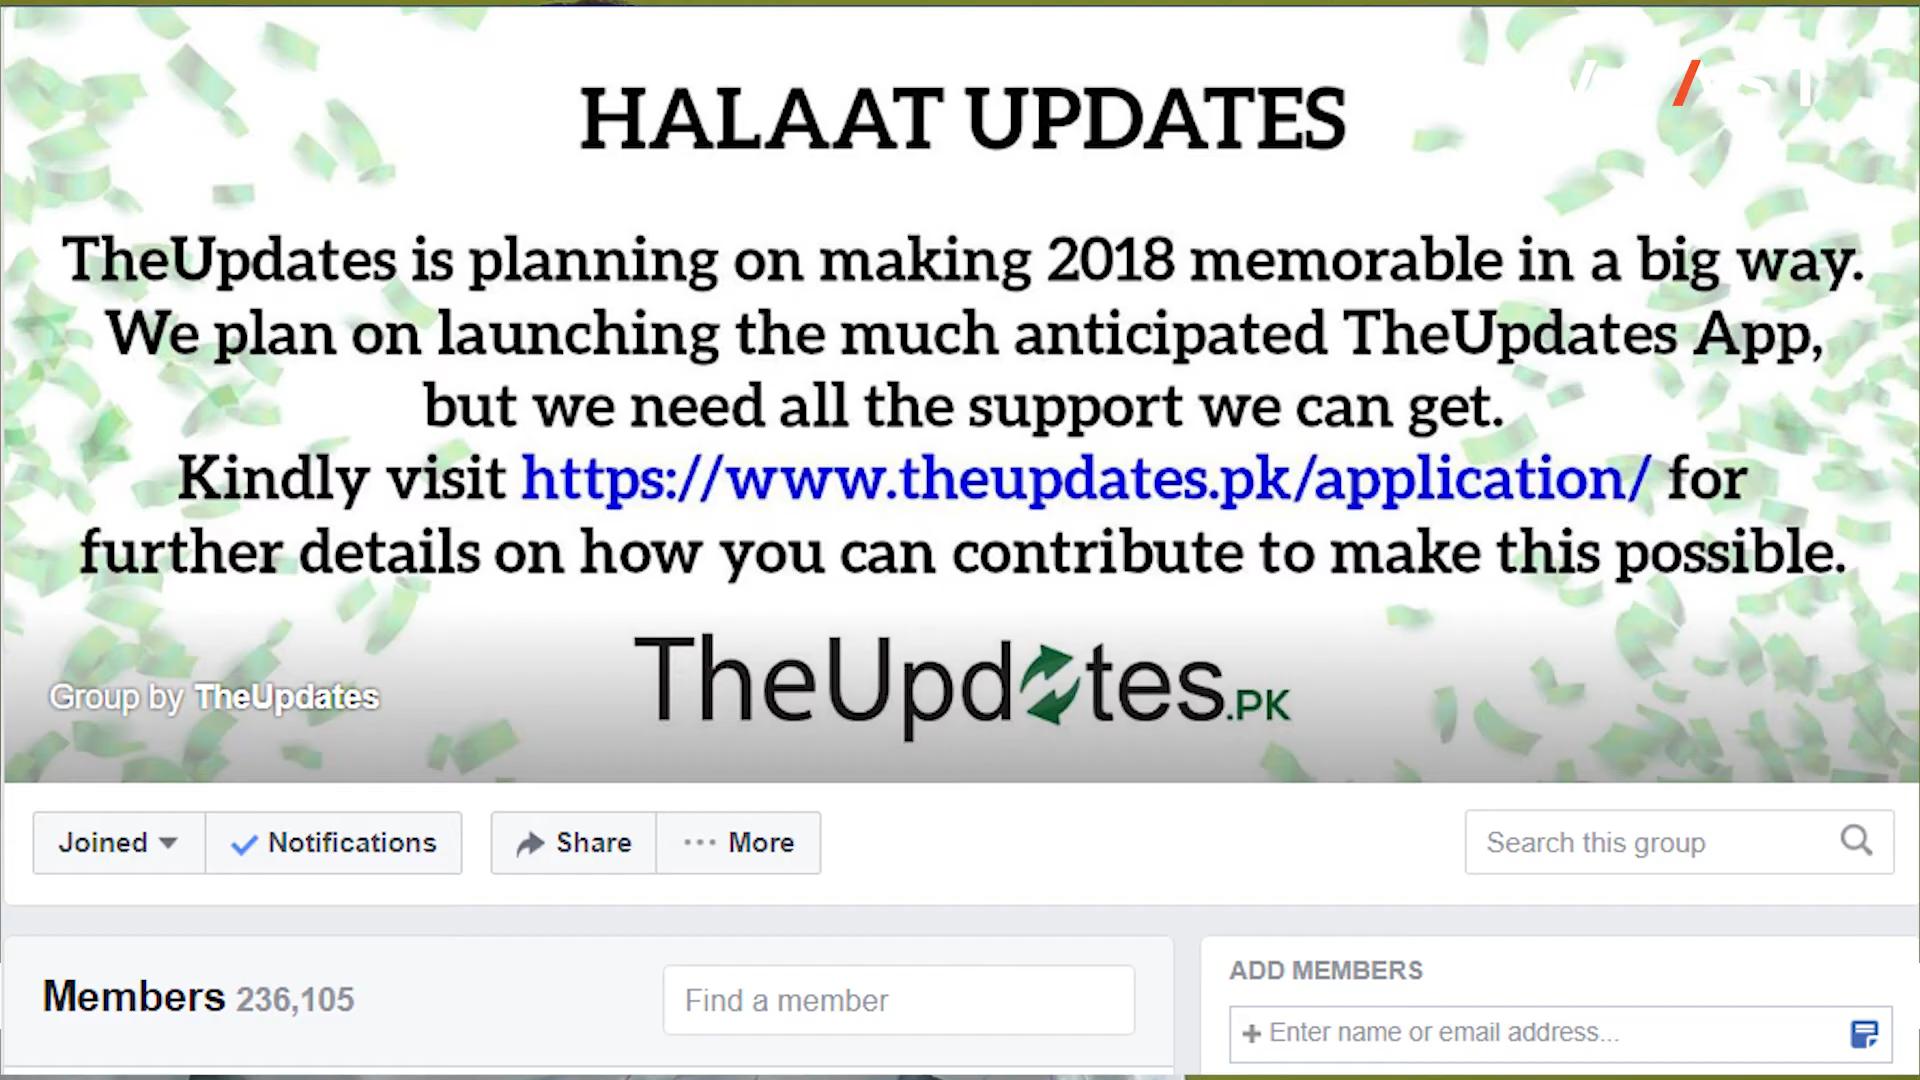 HALAAT UPDATES
TheUpdates is planning on making 2018 memorable in a big way.
We plan on launching the much anticipated TheUpdates App,
but we need all the support we can get.
Kindly visit https://www.theupdates.pk/application/ for
further details on how you can contribute to make this possible.
Group by TheUpdates
TheUpdates.PK
Joined
Notifications
Share
More
Search this group
Members 236,105
Find a member
ADD MEMBERS
+ Enter name or email address...